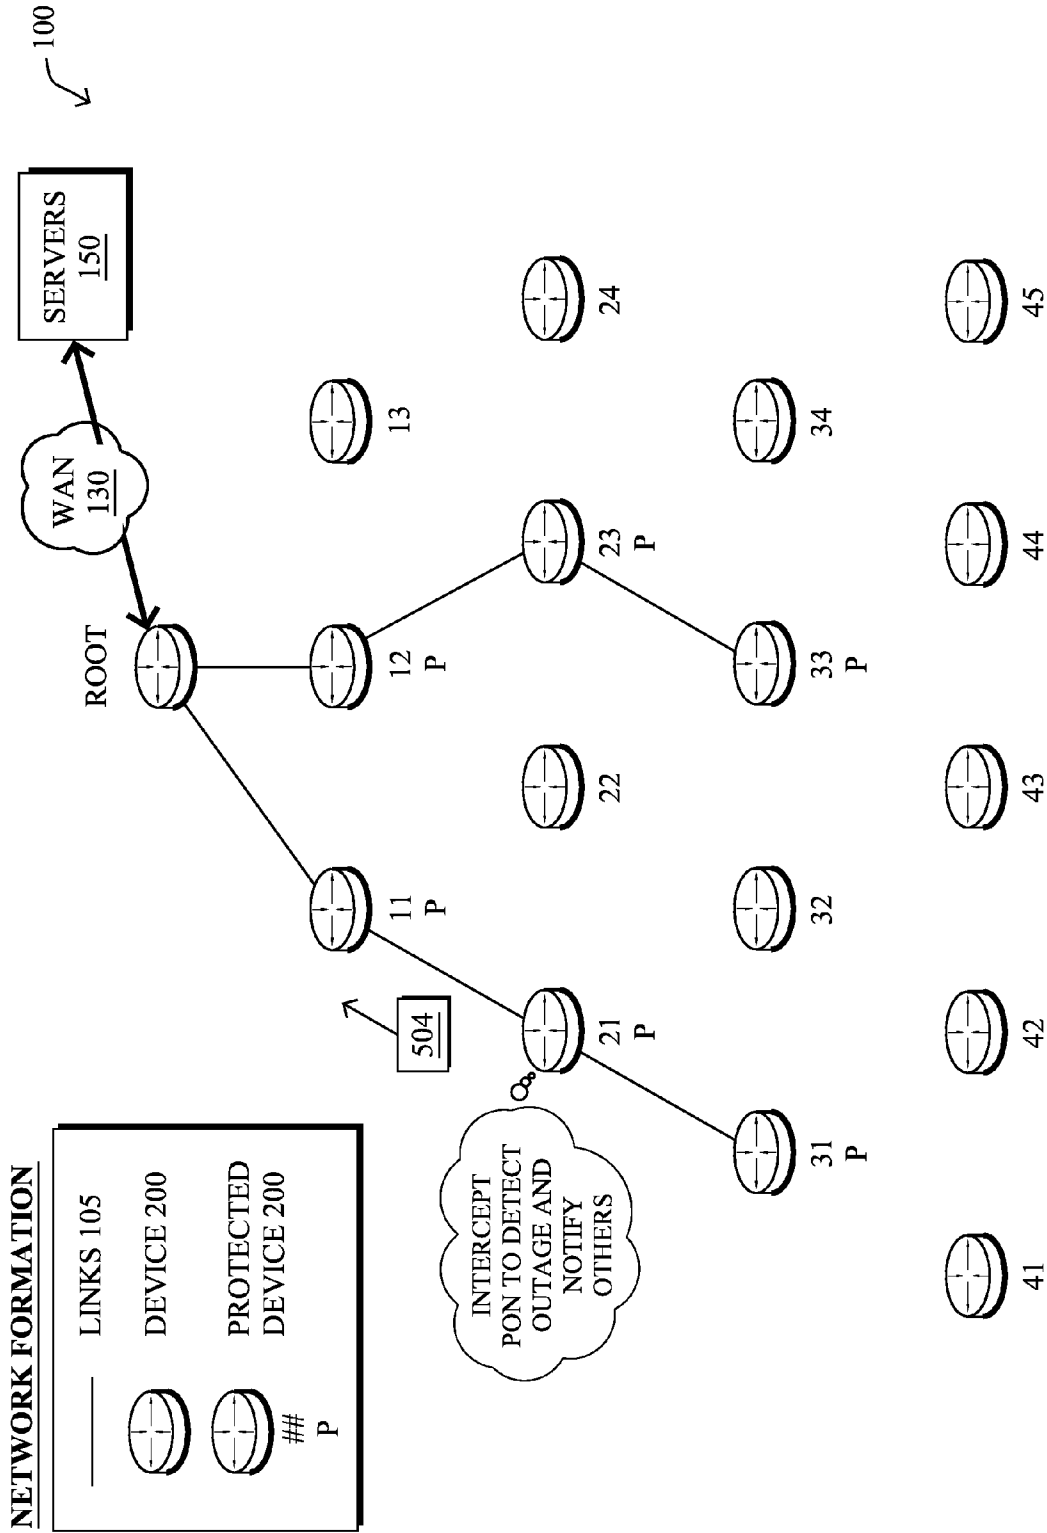 NETWORK FORMATION
LINKS 105
DEVICE 200
PROTECTED
DEVICE 200
##
P
100
SERVERS
150
WAN
130
ROOT
11
P
12
P
13
504
INTERCEPT
PON TO DETECT
OUTAGE AND
NOTIFY
OTHERS
21
P
22
23
P
24
31
P
32
33
P
34
41
42
43
44
45